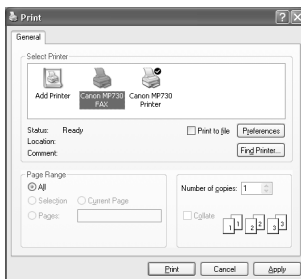 Print
General
Select Printer
Add Printer
Canon MP730 FAX
Canon MP730 Printer
Status: Ready
Location:
Comment:
Print to file
Preferences
Find Printer...
Page Range
All
Selection
Current Page
Pages:
Number of copies: 1
Collate
1 1 2 2 3 3
Print
Cancel
Apply